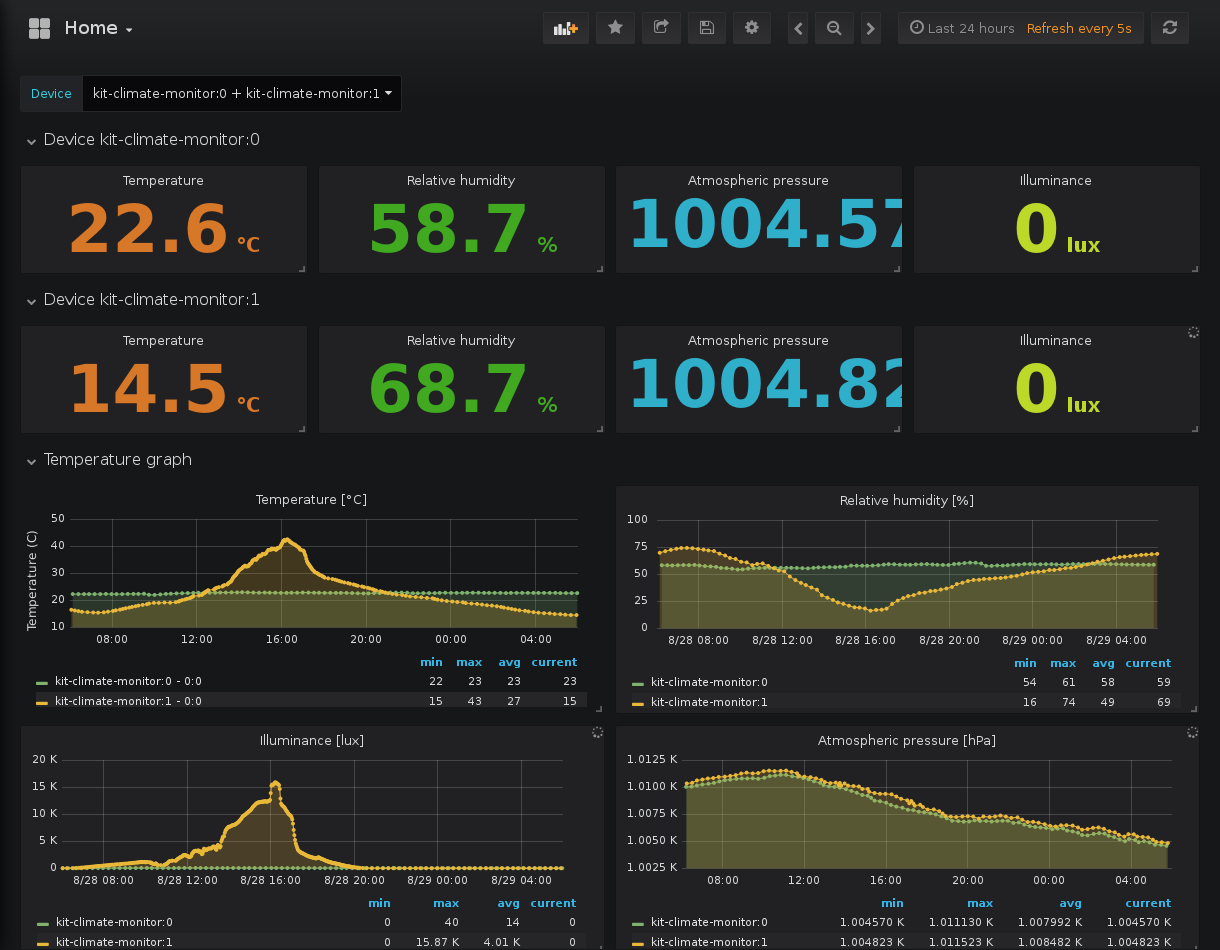 Home
Last 24 hours Refresh every 5s
Device kit-climate-monitor:0 + kit-climate-monitor:1
Device kit-climate-monitor:0
Temperature Relative humidity Atmospheric pressure Illuminance
22.6 °C 58.7 % 1004.57 0 lux
Device kit-climate-monitor:1
Temperature Relative humidity Atmospheric pressure Illuminance
14.5 °C 68.7 % 1004.82 0 lux
Temperature graph
Temperature [°C]
Temperature (C)
50
40
30
20
10
08:00 12:00 16:00 20:00 00:00 04:00
min max avg current
kit-climate-monitor:0 - 0:0 22 23 23 23
kit-climate-monitor:1 - 0:0 15 43 27 15
Relative humidity [%]
100
75
50
25
0
8/28 08:00 8/28 12:00 8/28 16:00 8/28 20:00 8/29 00:00 8/29 04:00
min max avg current
kit-climate-monitor:0 54 61 58 59
kit-climate-monitor:1 16 74 49 69
Illuminance [lux]
20 K
15 K
10 K
5 K
0
8/28 08:00 8/28 12:00 8/28 16:00 8/28 20:00 8/29 00:00 8/29 04:00
min max avg current
kit-climate-monitor:0 0 40 14 0
kit-climate-monitor:1 0 15.87 K 4.01 K 0
Atmospheric pressure [hPa]
1.0125 K
1.0100 K
1.0075 K
1.0050 K
1.0025 K
08:00 12:00 16:00 20:00 00:00 04:00
min max avg current
kit-climate-monitor:0 1.004570 K 1.011130 K 1.007992 K 1.004570 K
kit-climate-monitor:1 1.004823 K 1.011523 K 1.008482 K 1.004823 K